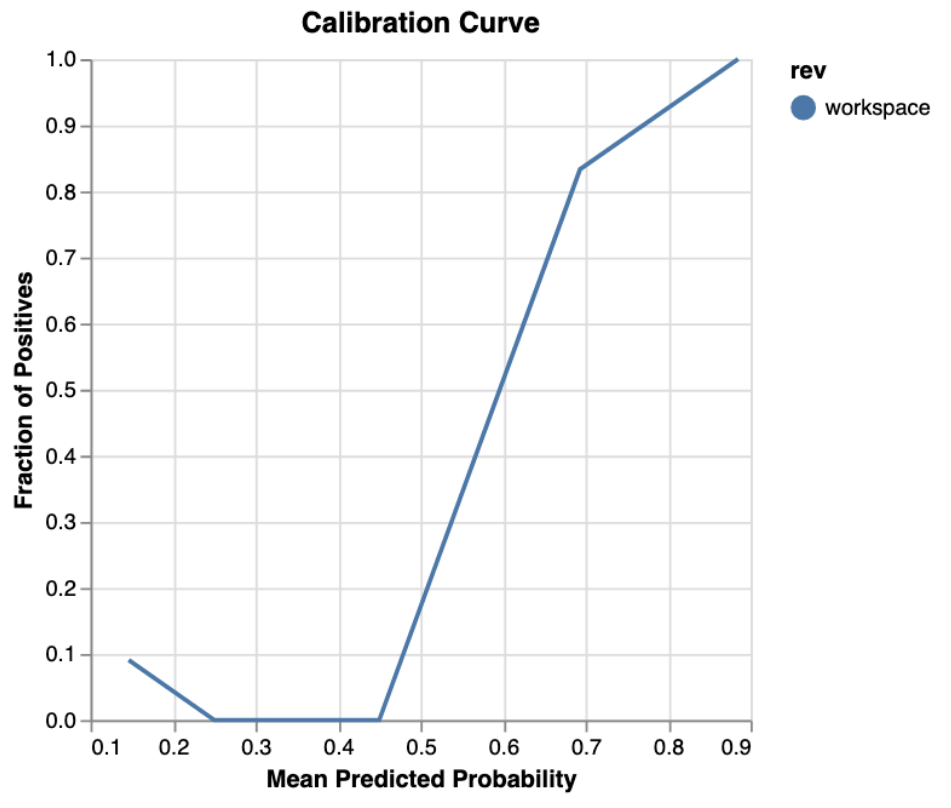 Calibration Curve
rev
workspace
Fraction of Positives
1.0
0.9
0.8
0.7
0.6
0.5
0.4
0.3
0.2
0.1
0.0
0.1 0.2 0.3 0.4 0.5 0.6 0.7 0.8 0.9
Mean Predicted Probability